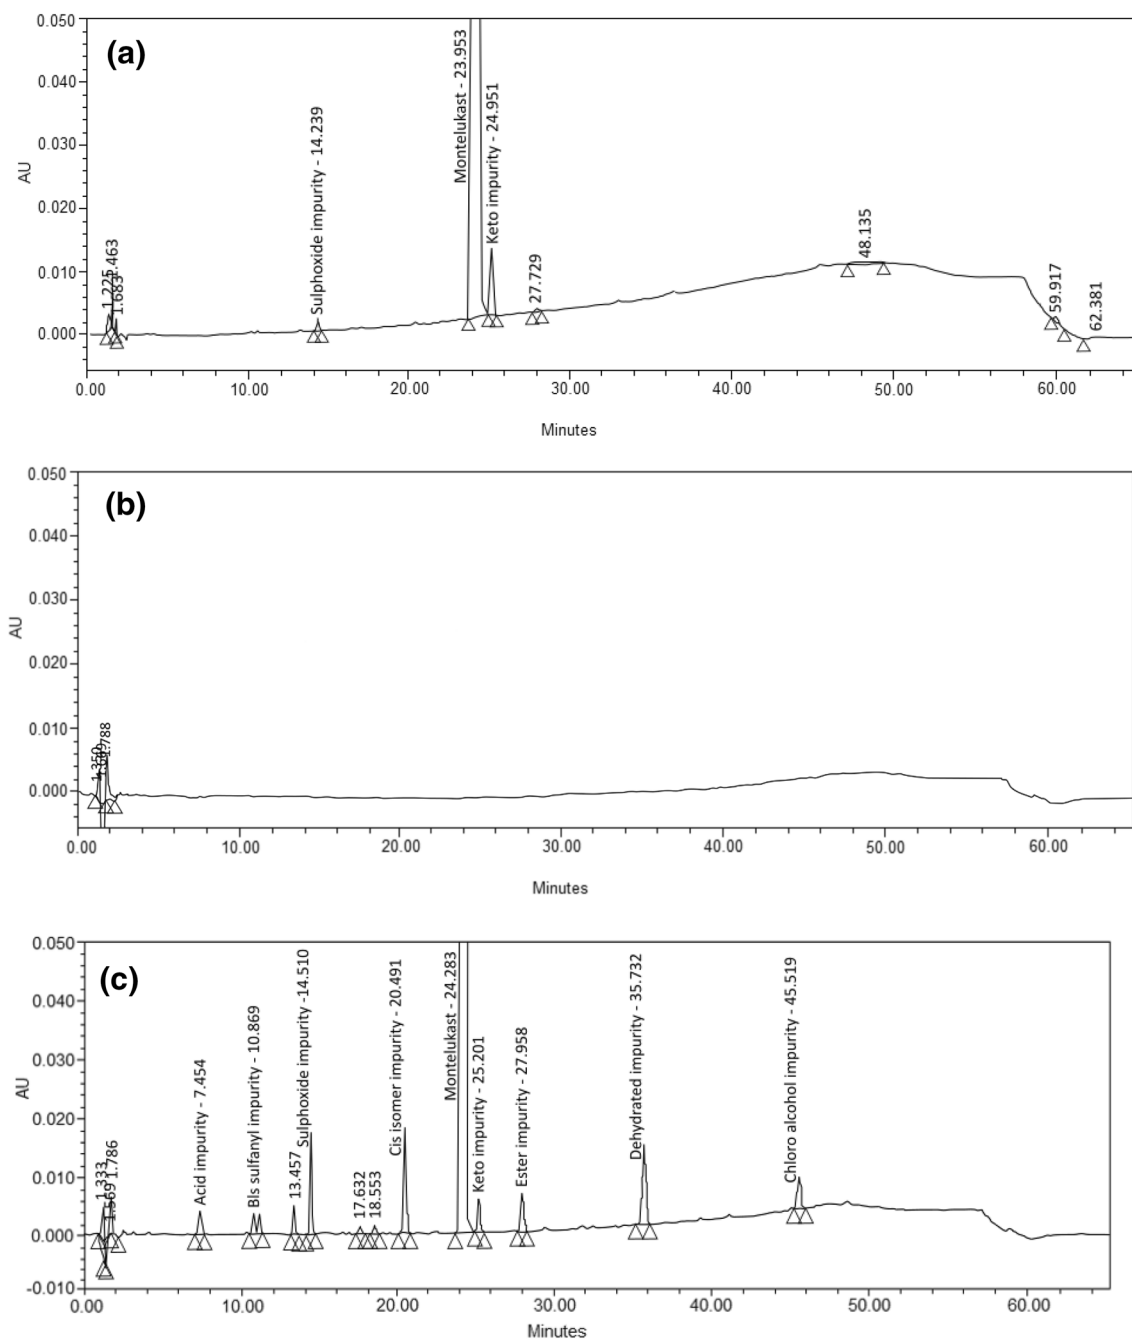 (a)
AU
0.050
0.040
0.030
0.020
0.010
0.000
1.225
1.463
1.683
Sulphoxide impurity - 14.239
Montelukast - 23.953
Keto impurity - 24.951
27.729
48.135
59.917
62.381
0.00
10.00
20.00
30.00
40.00
50.00
60.00
Minutes
(b)
AU
0.050
0.040
0.030
0.020
0.010
0.000
1.350
1.788
0.00
10.00
20.00
30.00
40.00
50.00
60.00
Minutes
(c)
AU
0.050
0.040
0.030
0.020
0.010
0.000
-0.010
1.333
1.569
1.786
Acid impurity - 7.454
BIs sulfanyl impurity - 10.869
13.457
Sulphoxide impurity -14.510
17.632
18.553
Cis isomer impurity - 20.491
Montelukast - 24.283
Keto impurity - 25.201
Ester impurity - 27.958
Dehydrated impurity - 35.732
Chloro alcohol impurity - 45.519
0.00
10.00
20.00
30.00
40.00
50.00
60.00
Minutes